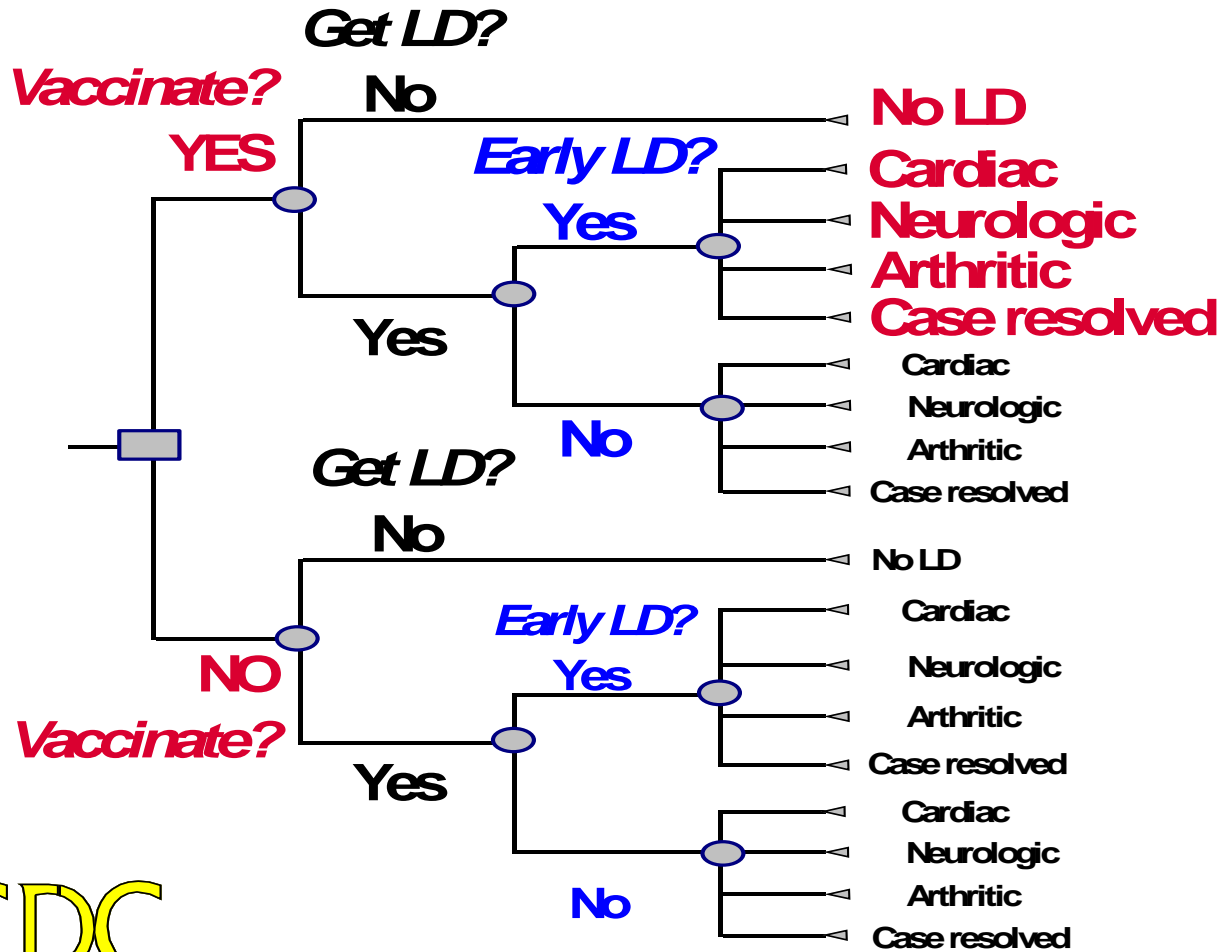 Get LD?
Vaccinate?
No
No LD
YES
Early LD?
Cardiac
Yes
Neurologic
Arthritic
Case resolved
Yes
Cardiac
Neurologic
No
Arthritic
Get LD?
Case resolved
No
No LD
Early LD?
Cardiac
NO
Yes
Neurologic
Vaccinate?
Arthritic
Yes
Case resolved
Cardiac
Neurologic
No
Arthritic
CDC
Case resolved